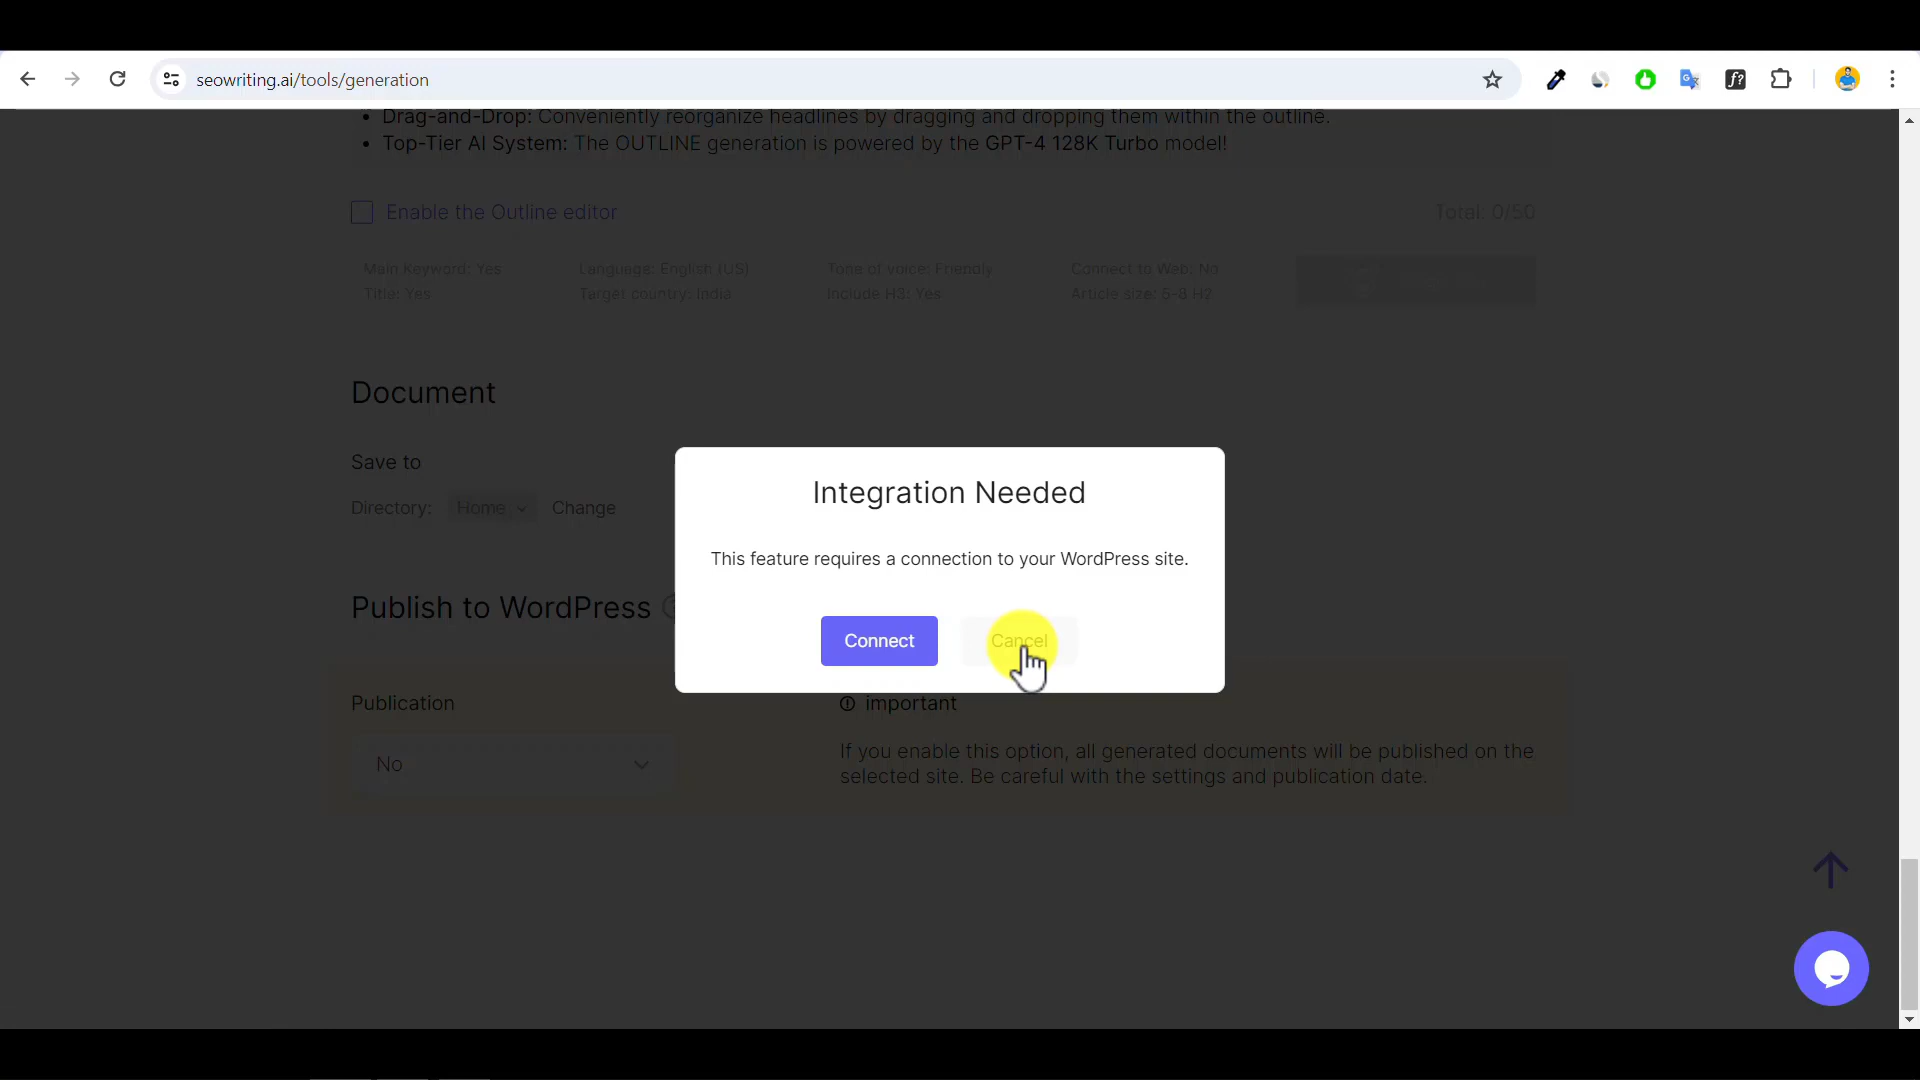 seowriting.ai/tools/generation
Drag-and-Drop: Conveniently reorganize headlines by dragging and dropping them within the outline.
Top-Tier AI System: The OUTLINE generation is powered by the GPT-4 128K Turbo model!
Enable the Outline editor
Total: 0/50
Main Keyword: Yes
Language: English (US)
Tone of voice: Friendly
Connect to Web: No
Title: Yes
Target country: India
Include H3: Yes
Article size: 5-8 H2
Document
Save to
Directory: Home Change
Integration Needed
This feature requires a connection to your WordPress site.
Connect
Cancel
Publish to WordPress
Publication
important
No
If you enable this option, all generated documents will be published on the
selected site. Be careful with the settings and publication date.